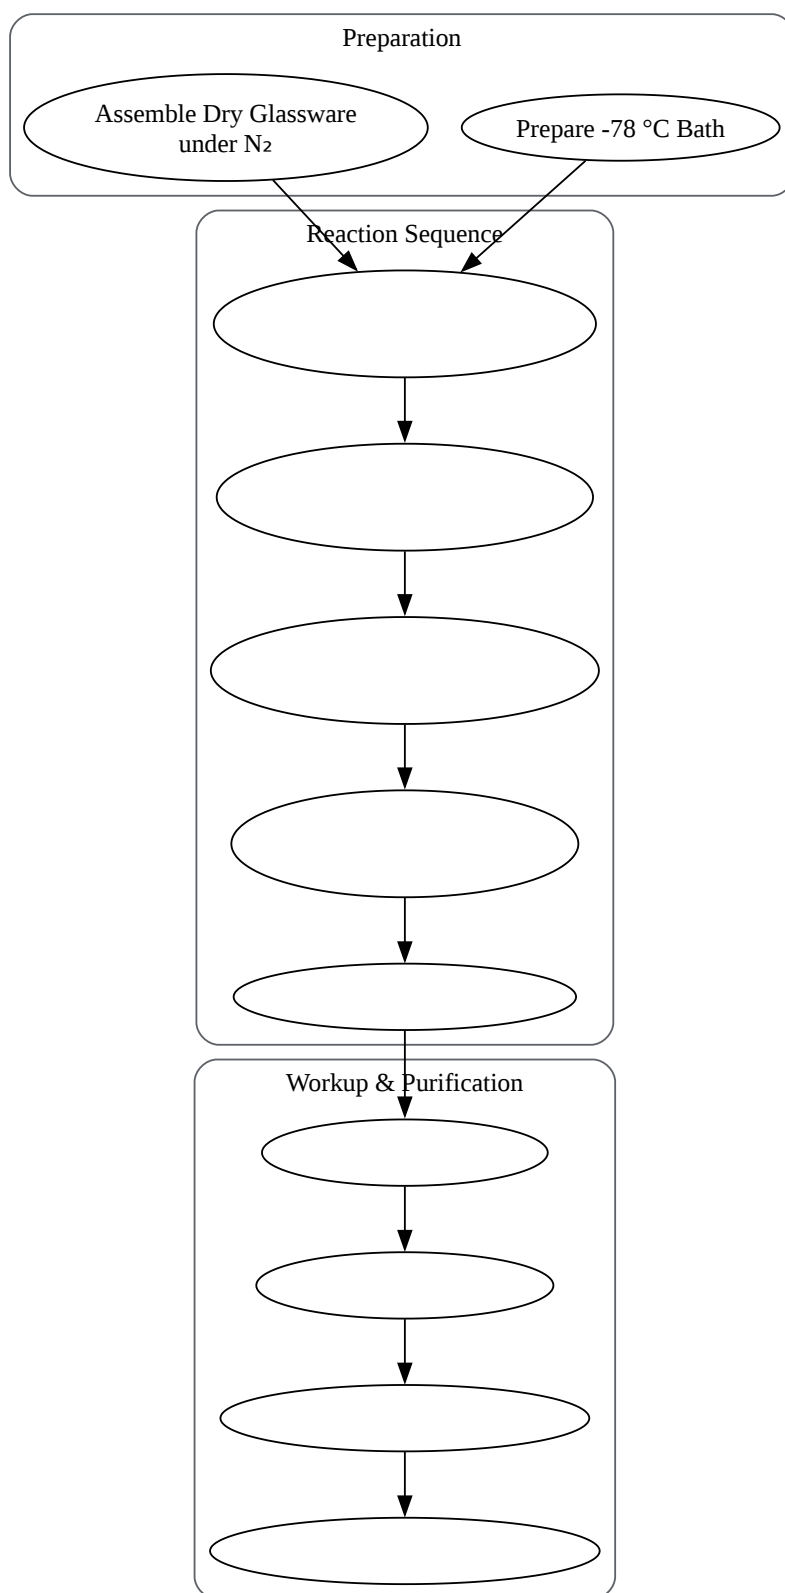 Preparation
Assemble Dry Glassware
under N₂
Prepare -78 °C Bath
Reaction Sequence
Workup & Purification